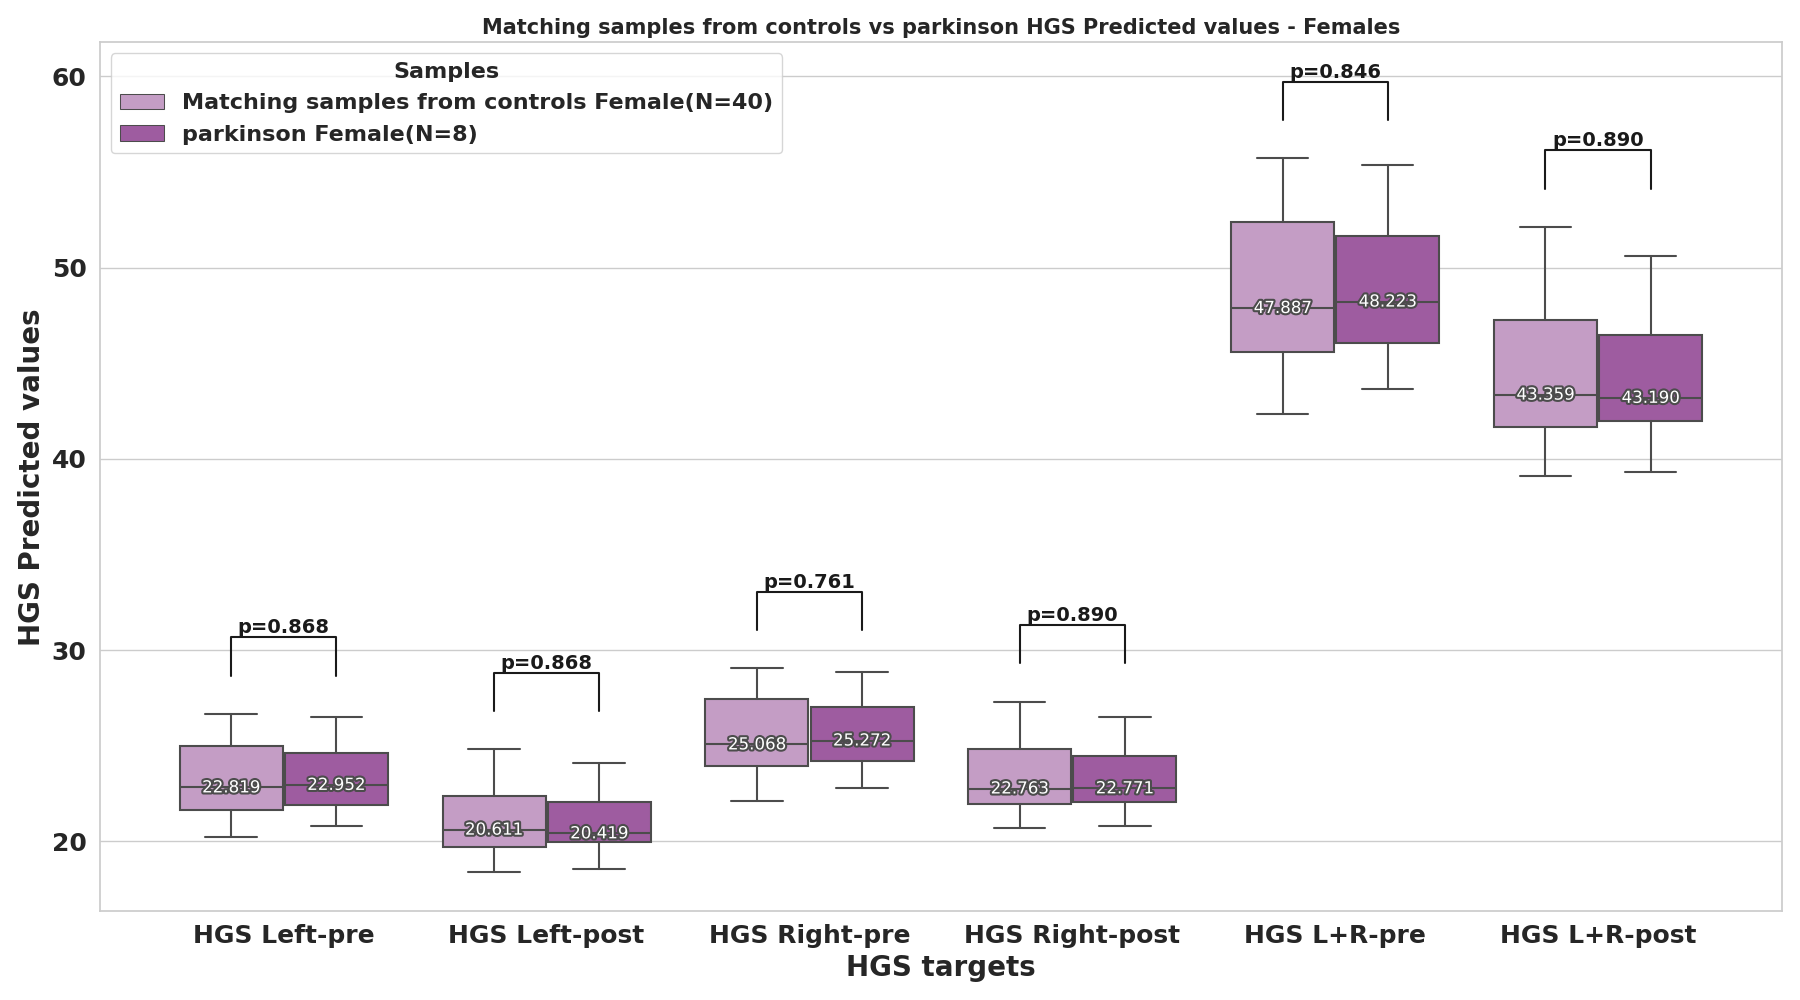 Matching samples from controls vs parkinson HGS Predicted values - Females
Samples
Matching samples from controls Female(N=40)
parkinson Female(N=8)
HGS Predicted values
60
50
40
30
20
p=0.868
p=0.868
p=0.761
p=0.890
p=0.846
p=0.890
22.819
22.952
20.611
20.419
25.068
25.272
22.763
22.771
47.887
48.223
43.359
43.190
HGS Left-pre
HGS Left-post
HGS Right-pre
HGS Right-post
HGS L+R-pre
HGS L+R-post
HGS targets